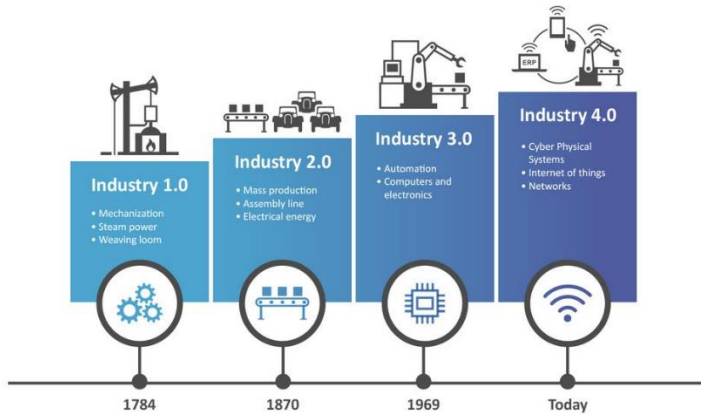 ERP
Industry 1.0
• Mechanization
• Steam power
• Weaving loom
Industry 2.0
• Mass production
• Assembly line
• Electrical energy
Industry 3.0
• Automation
• Computers and
electronics
Industry 4.0
• Cyber Physical
Systems
• Internet of things
• Networks
1784
1870
1969
Today